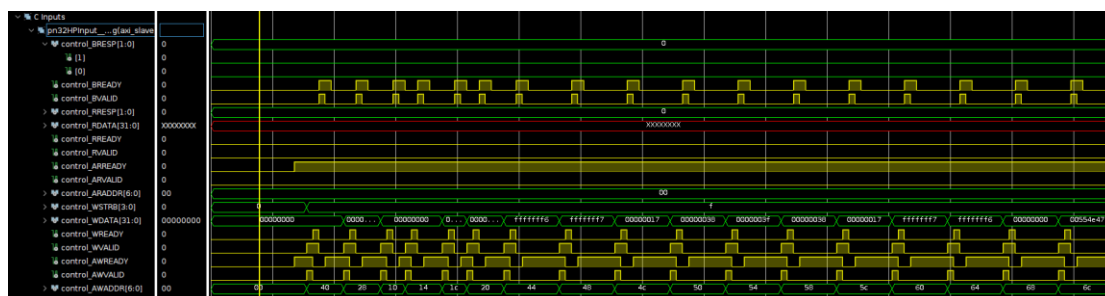 C Inputs
pn32HPInput__...g(axi_slave
control_BRESP[1:0] 0 0
[1] 0
[0] 0
control_BREADY 0
control_BVALID 0
control_RRESP[1:0] 0 0
control_RDATA[31:0] XXXXXXXX XXXXXXXX
control_RREADY 0
control_RVALID 0
control_ARREADY 0
control_ARVALID 0
control_ARADDR[6:0] 00 00
control_WSTRB[3:0] 0 0 f
control_WDATA[31:0] 00000000 00000000 0000... 00000000 0... 0000... fffffff6 fffffff7 00000017 00000038 0000003f 00000038 00000017 fffffff7 fffffff6 00000000 00554e47
control_WREADY 0
control_WVALID 0
control_AWREADY 0
control_AWVALID 0
control_AWADDR[6:0] 00 00 40 28 10 14 1c 20 44 48 4c 50 54 58 5c 60 64 68 6c